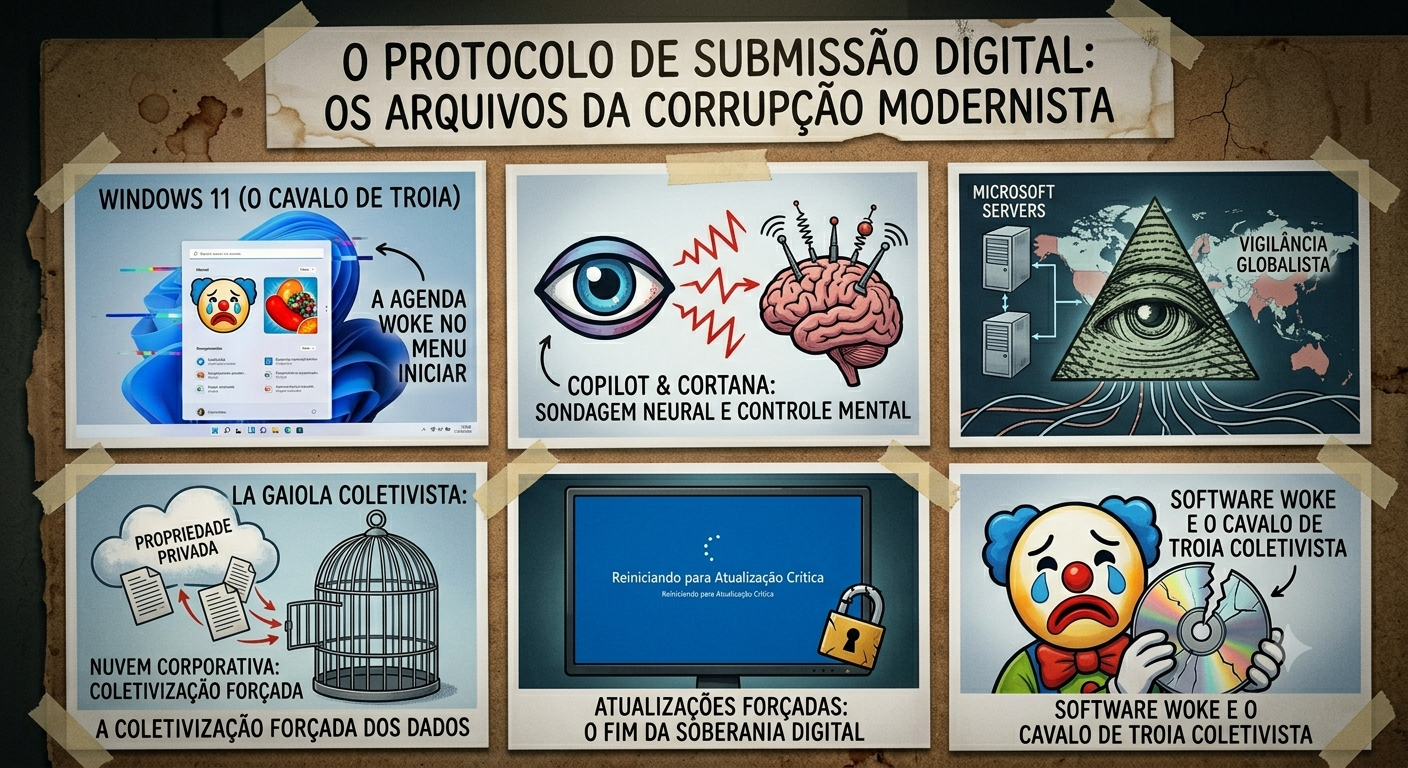 O PROTOCOLO DE SUBMISSÃO DIGITAL:
OS ARQUIVOS DA CORRUPÇÃO MODERNISTA
WINDOWS 11 (O CAVALO DE TROIA)
A AGENDA
WOKE NO
MENU
INICIAR
COPILOT & CORTANA:
SONDAGEM NEURAL E CONTROLE MENTAL
MICROSOFT
SERVERS
VIGILÂNCIA
GLOBALISTA
LA GAIOLA COLETIVISTA:
PROPRIEDADE
PRIVADA
NUVEM CORPORATIVA:
COLETIVIZAÇÃO FORÇADA
A COLETIVIZAÇÃO FORÇADA DOS DADOS
Reiniciando para Atualização Crítica
Reiniciando pere Atualização Crítica
ATUALIZAÇÕES FORÇADAS:
O FIM DA SOBERANIA DIGITAL
SOFTWARE WOKE
E O CAVALO DE
TROIA COLETIVISTA
SOFTWARE WOKE E O
CAVALO DE TROIA COLETIVISTA